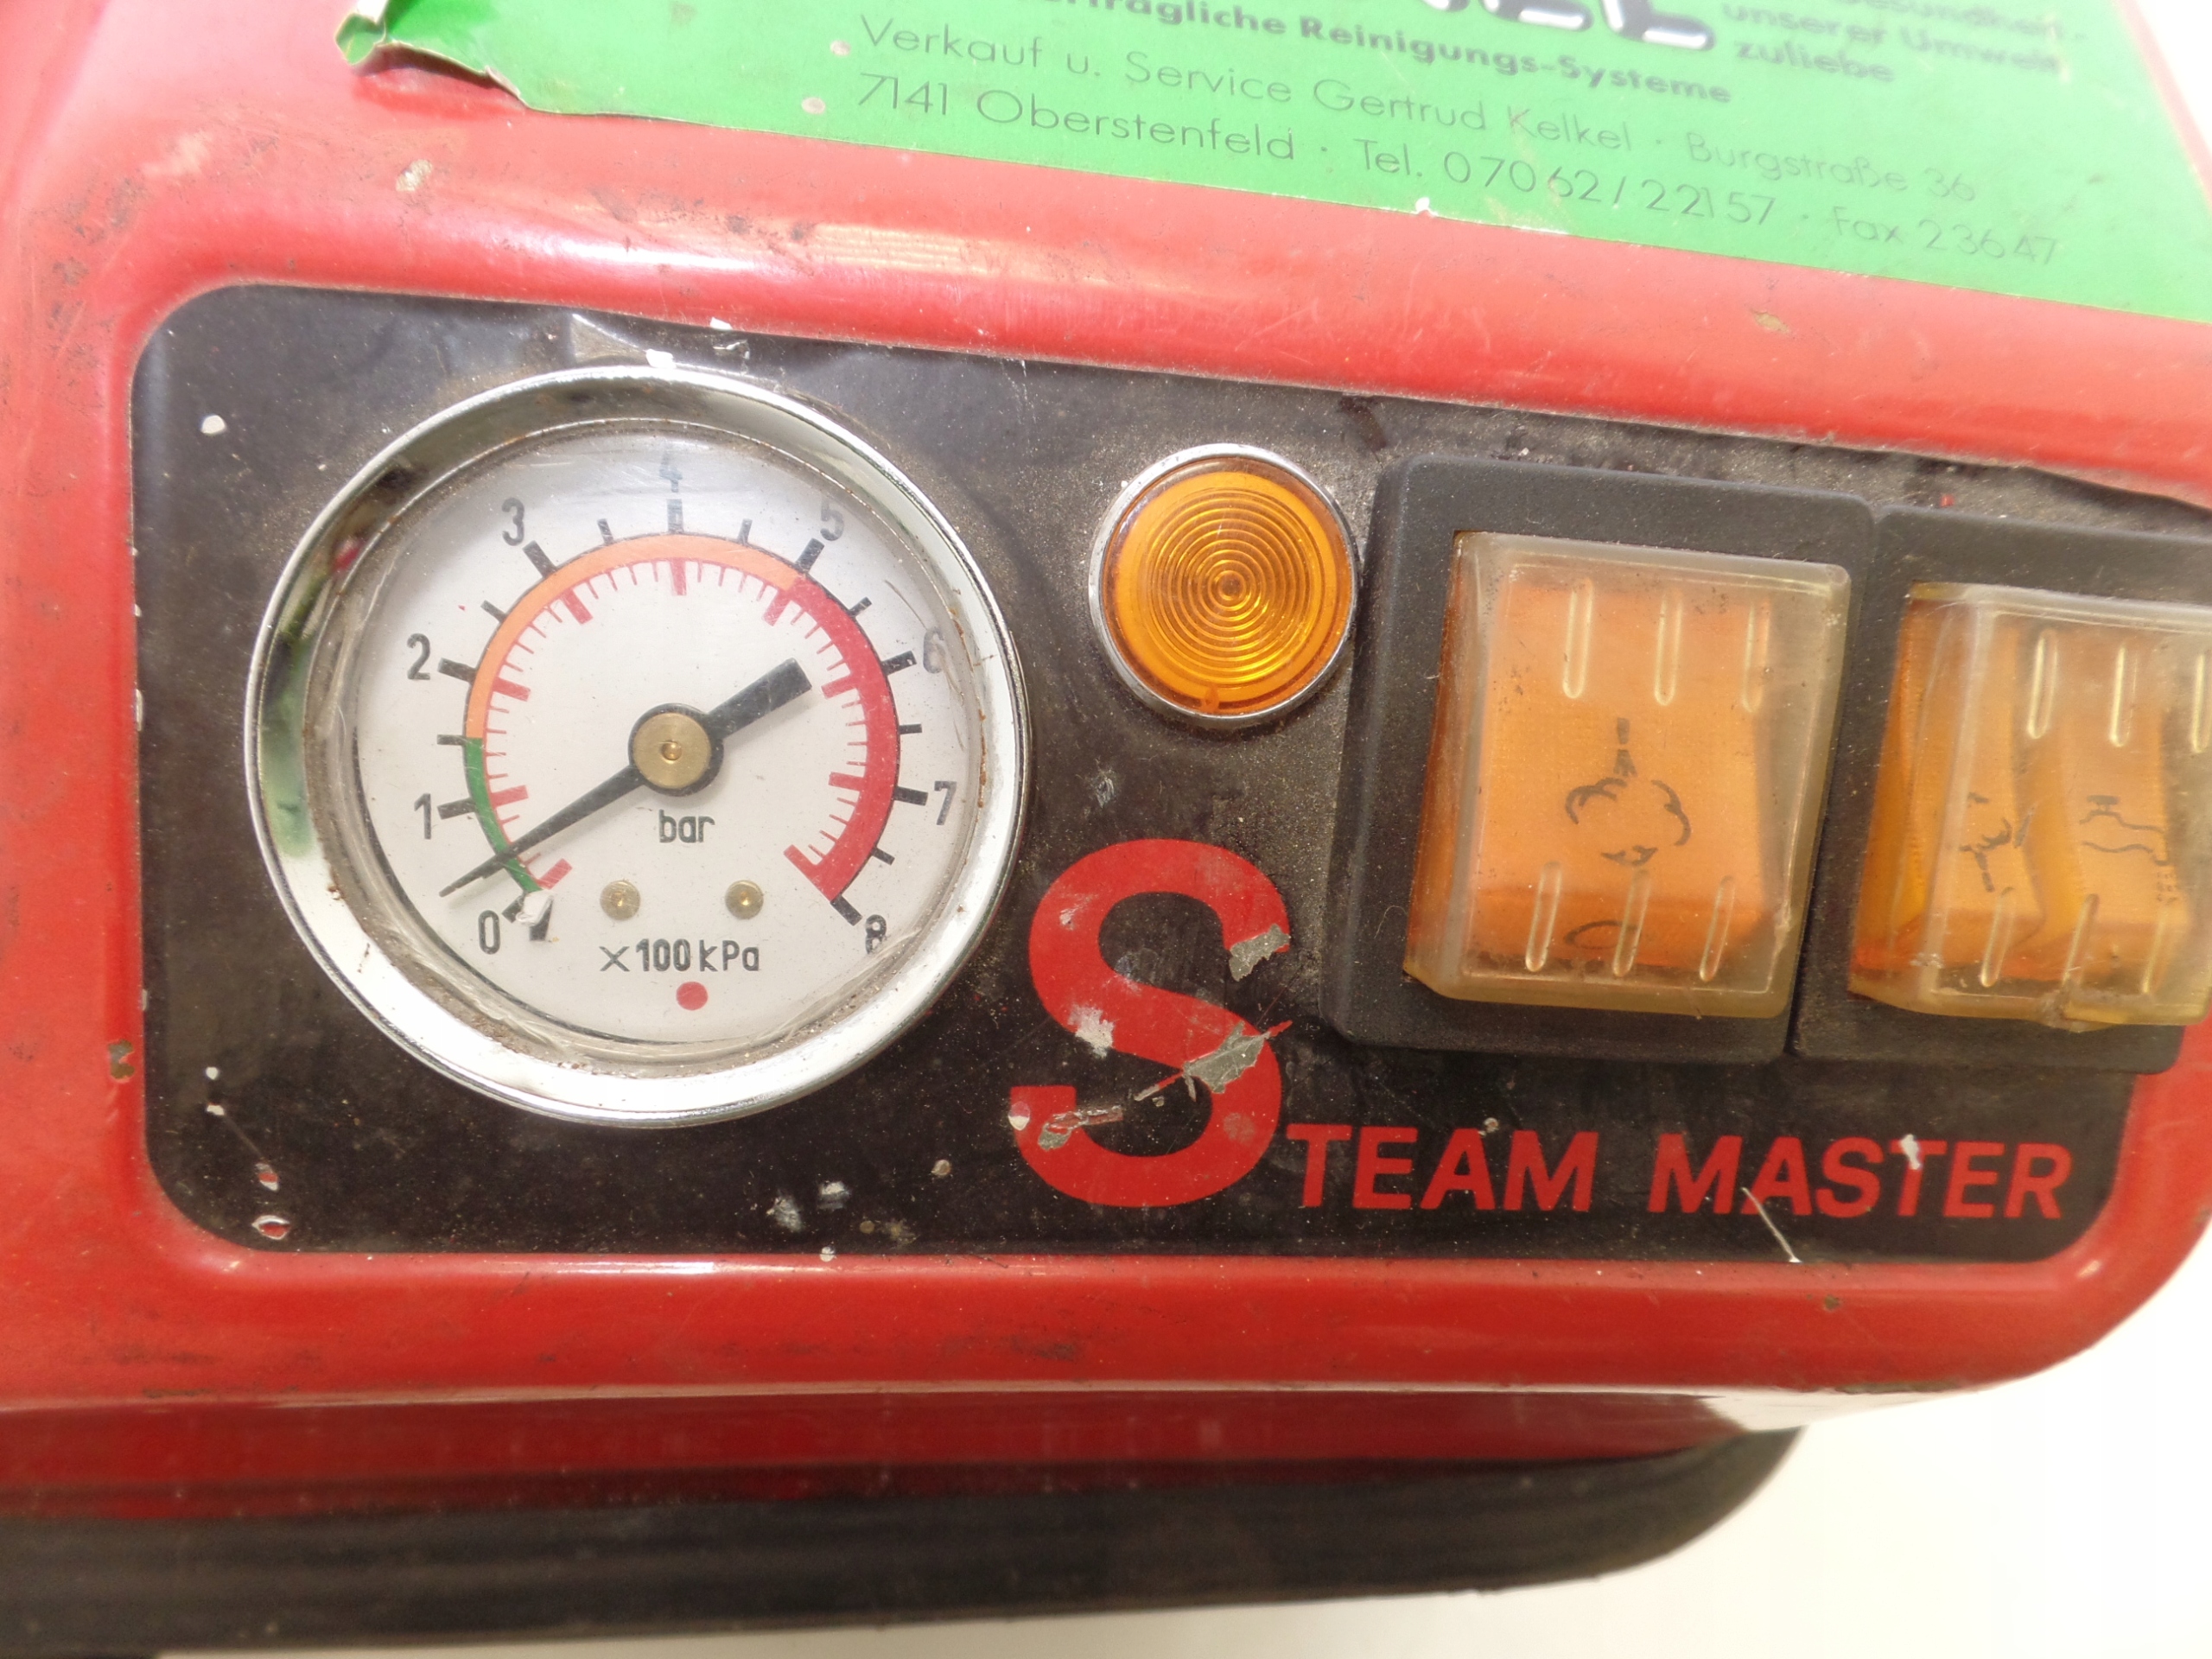 verträgliche Reinigungs-Systeme
unserer Umwelt
zuliebe
Verkauf u. Service Gertrud Kelkel · Burgstraße 36
7141 Oberstenfeld · Tel. 07062/22157 · Fax 23647
0
1
2
3
4
5
6
7
8
bar
×100 kPa
STEAM MASTER